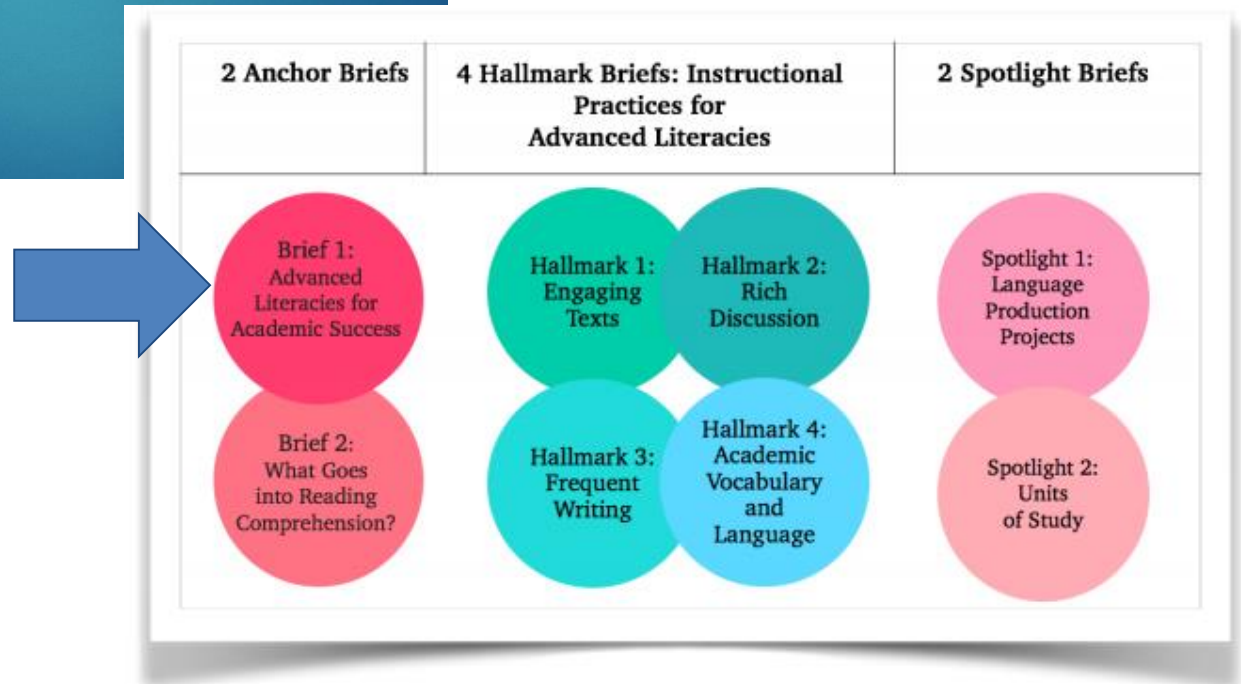 2 Anchor Briefs
4 Hallmark Briefs: Instructional
Practices for
Advanced Literacies
2 Spotlight Briefs
Brief 1:
Advanced
Literacies for
Academic Success
Brief 2:
What Goes
into Reading
Comprehension?
Hallmark 1:
Engaging
Texts
Hallmark 2:
Rich
Discussion
Hallmark 3:
Frequent
Writing
Hallmark 4:
Academic
Vocabulary
and
Language
Spotlight 1:
Language
Production
Projects
Spotlight 2:
Units
of Study